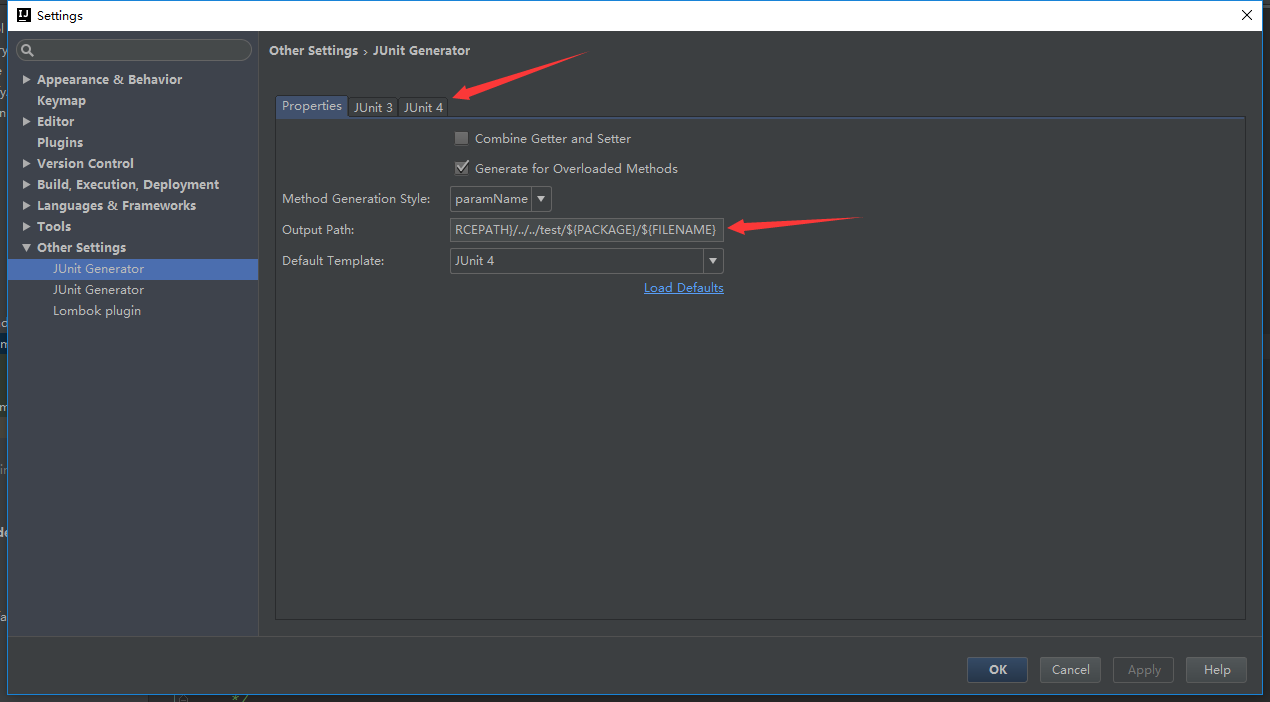 Settings
Other Settings › JUnit Generator
Appearance & Behavior
Keymap
Editor
Plugins
Version Control
Build, Execution, Deployment
Languages & Frameworks
Tools
Other Settings
JUnit Generator
JUnit Generator
Lombok plugin
Properties JUnit 3 JUnit 4
Combine Getter and Setter
Generate for Overloaded Methods
Method Generation Style: paramName
Output Path: RCEPATH}/../../test/${PACKAGE}/${FILENAME}
Default Template: JUnit 4
Load Defaults
OK Cancel Apply Help
*/